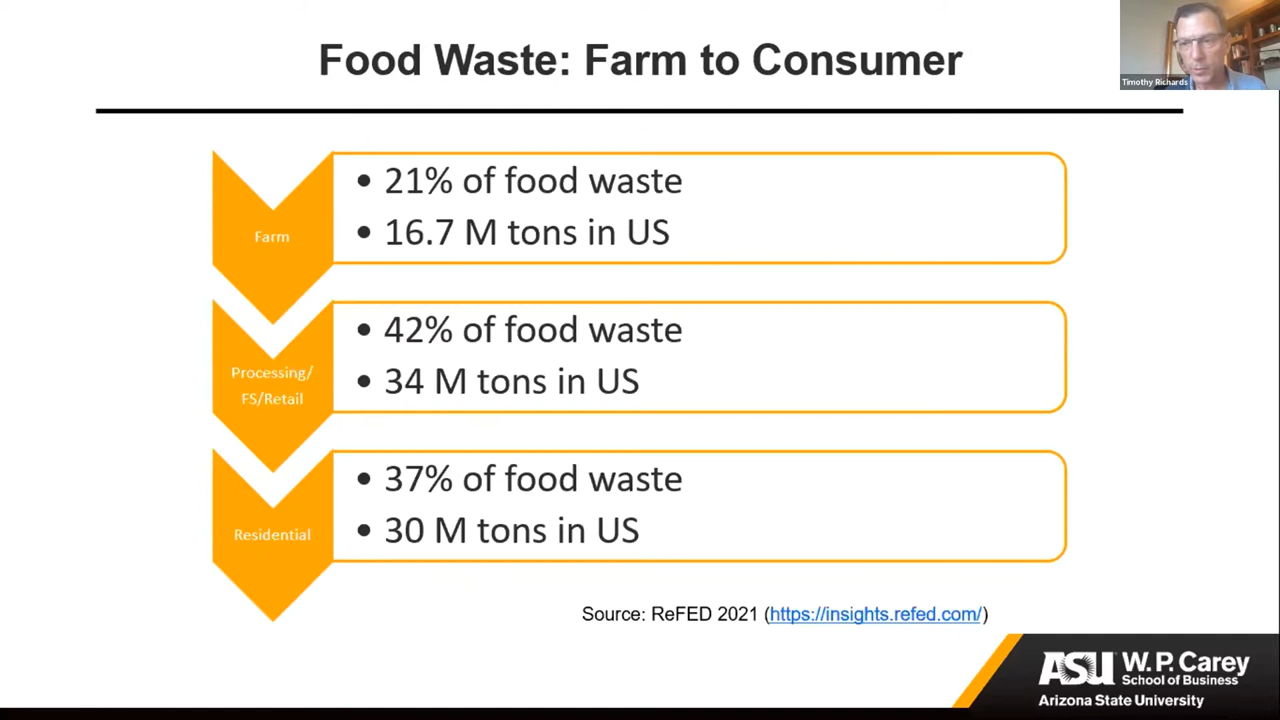 Food Waste: Farm to Consumer
Timothy Richards
Farm
• 21% of food waste
• 16.7 M tons in US
Processing/
FS/Retail
• 42% of food waste
• 34 M tons in US
Residential
• 37% of food waste
• 30 M tons in US
Source: ReFED 2021 (https://insights.refed.com/)
ASU W. P. Carey
School of Business
Arizona State University